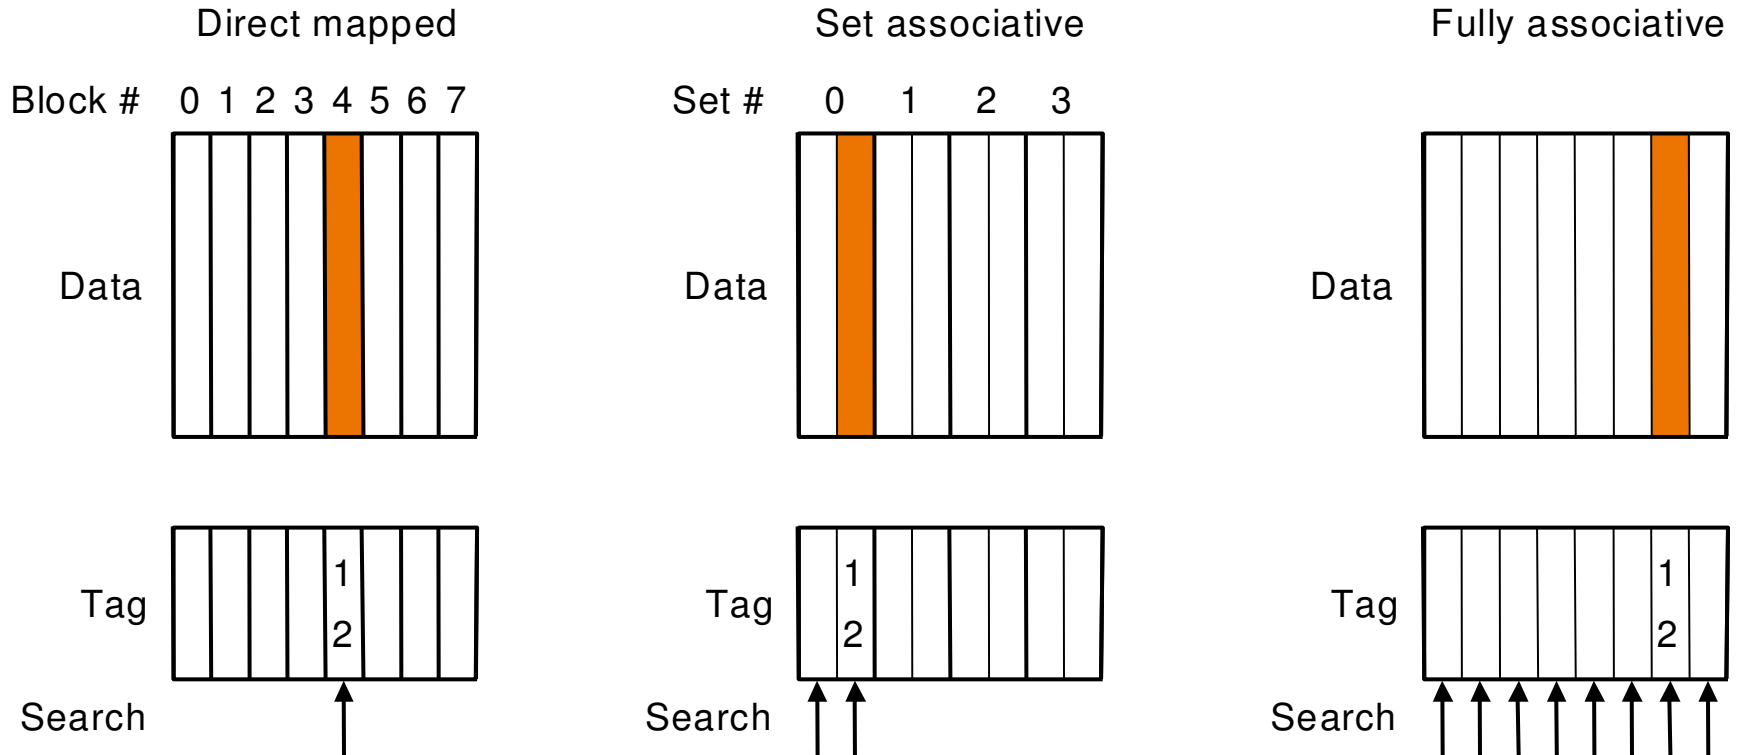 Direct mapped
Set associative
Fully associative
Block # 0 1 2 3 4 5 6 7
Set # 0 1 2 3
Data
Data
Data
Tag
1
2
Tag
1
2
Tag
1
2
Search
Search
Search